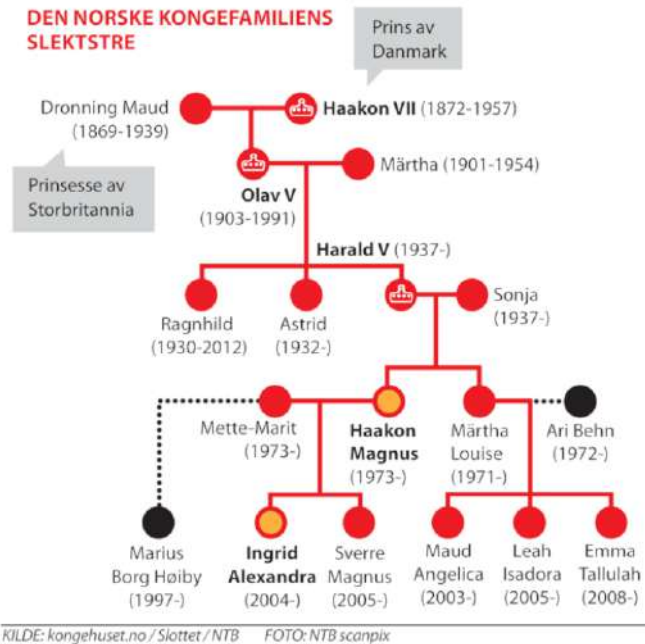 DEN NORSKE KONGEFAMILIENS
SLEKTSTRE
Prins av
Danmark
Dronning Maud
(1869-1939)
Haakon VII (1872-1957)
Prinsesse av
Storbritannia
Olav V
(1903-1991)
Märtha (1901-1954)
Harald V (1937-)
Ragnhild
(1930-2012)
Astrid
(1932-)
Sonja
(1937-)
Mette-Marit
(1973-)
Haakon
Magnus
(1973-)
Märtha
Louise
(1971-)
Ari Behn
(1972-)
Marius
Borg Høiby
(1997-)
Ingrid
Alexandra
(2004-)
Sverre
Magnus
(2005-)
Maud
Angelica
(2003-)
Leah
Isadora
(2005-)
Emma
Tallulah
(2008-)
KILDE: kongehuset.no / Slottet / NTB FOTO: NTB scanpix